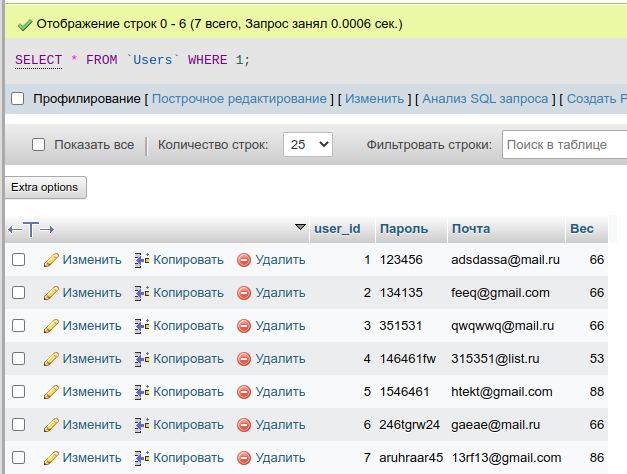 Отображение строк 0 - 6 (7 всего, Запрос занял 0.0006 сек.)
SELECT * FROM `Users` WHERE 1;
Профилирование [ Построчное редактирование ] [ Изменить ] [ Анализ SQL запроса ] [ Создать P
Показать все Количество строк: 25 Фильтровать строки: Поиск в таблице
Extra options
←T→ user_id Пароль Почта Вес
Изменить Копировать Удалить 1 123456 adsdassa@mail.ru 66
Изменить Копировать Удалить 2 134135 feeq@gmail.com 66
Изменить Копировать Удалить 3 351531 qwqwwq@mail.ru 66
Изменить Копировать Удалить 4 146461fw 315351@list.ru 53
Изменить Копировать Удалить 5 1546461 htekt@gmail.com 88
Изменить Копировать Удалить 6 246tgrw24 gaeae@mail.ru 66
Изменить Копировать Удалить 7 aruhraar45 13rf13@gmail.com 86